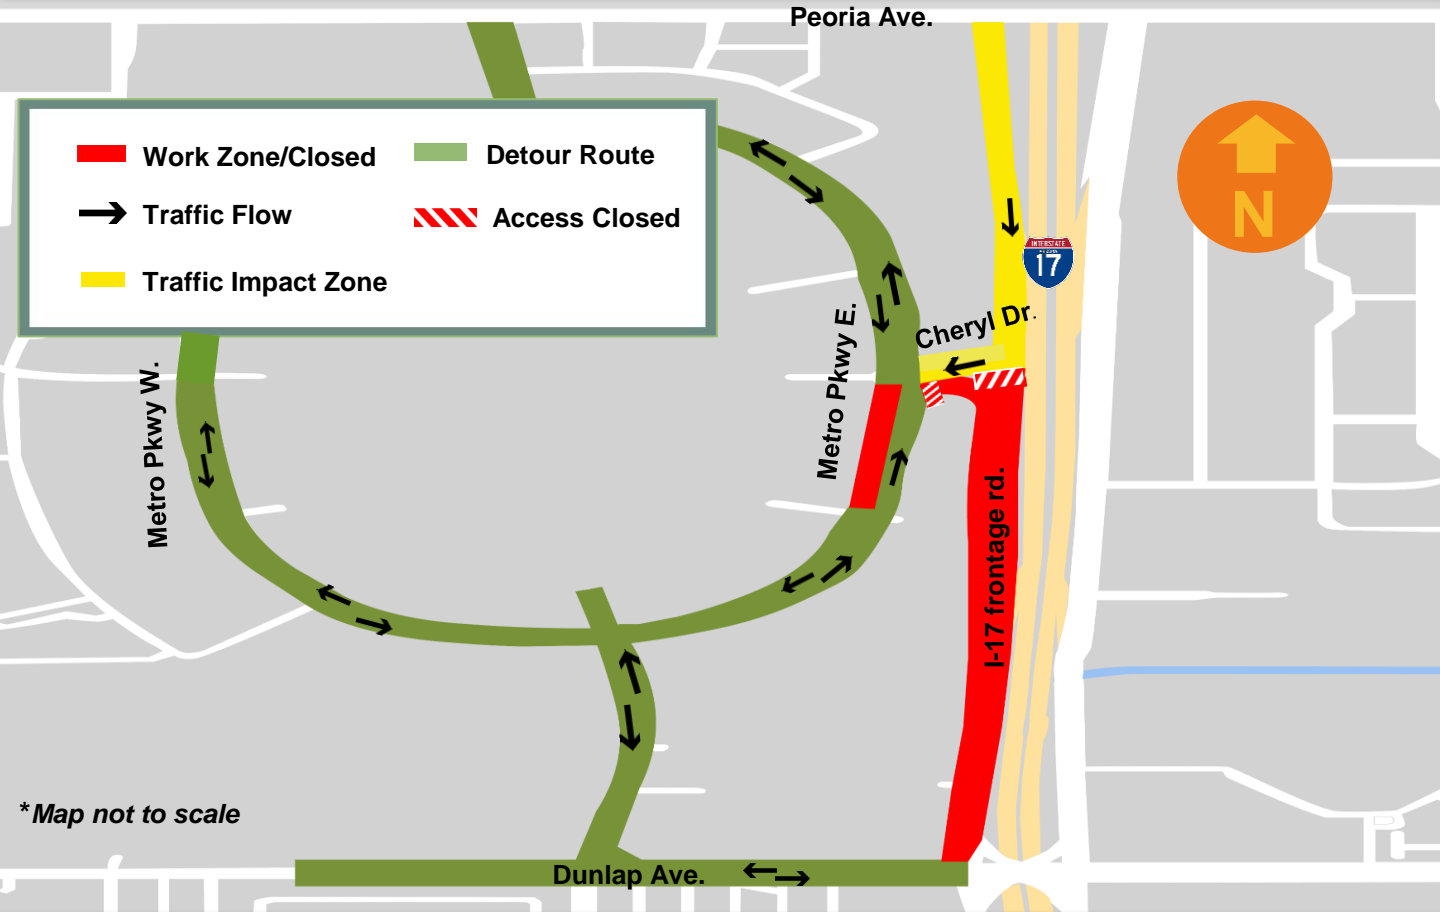 Peoria Ave.
Work Zone/Closed
Detour Route
Traffic Flow
Access Closed
Traffic Impact Zone
N
INTERSTATE
17
Cheryl Dr.
Metro Pkwy E.
Metro Pkwy W.
I-17 frontage rd.
*Map not to scale
Dunlap Ave.